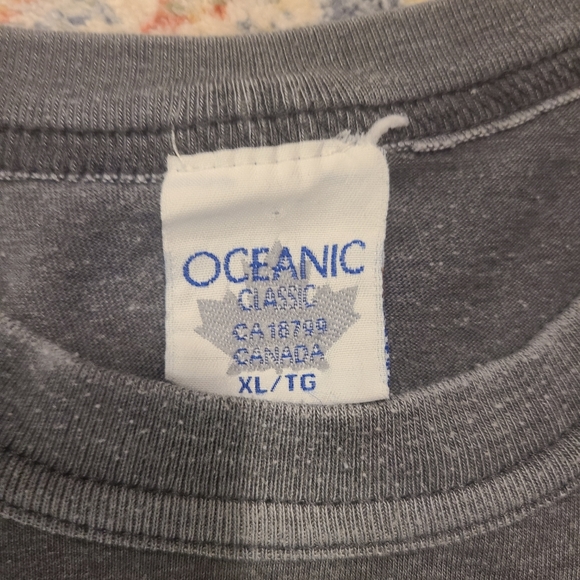 OCEANIC
CLASSIC
CA 18799
CANADA
XL/TG